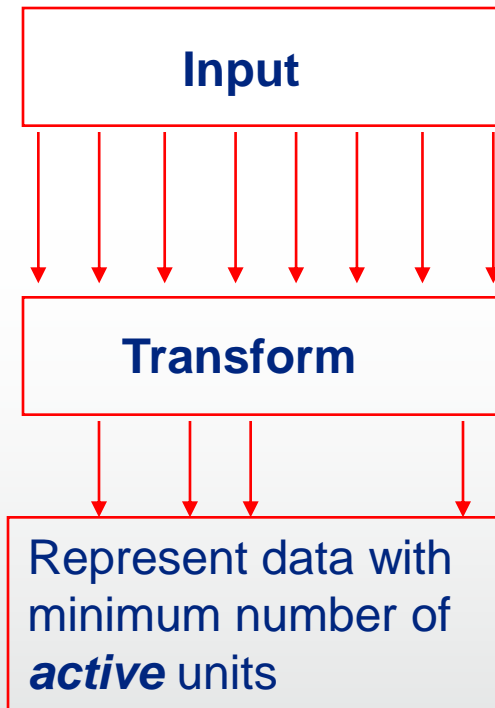 Input
Transform
Represent data with
minimum number of
active units